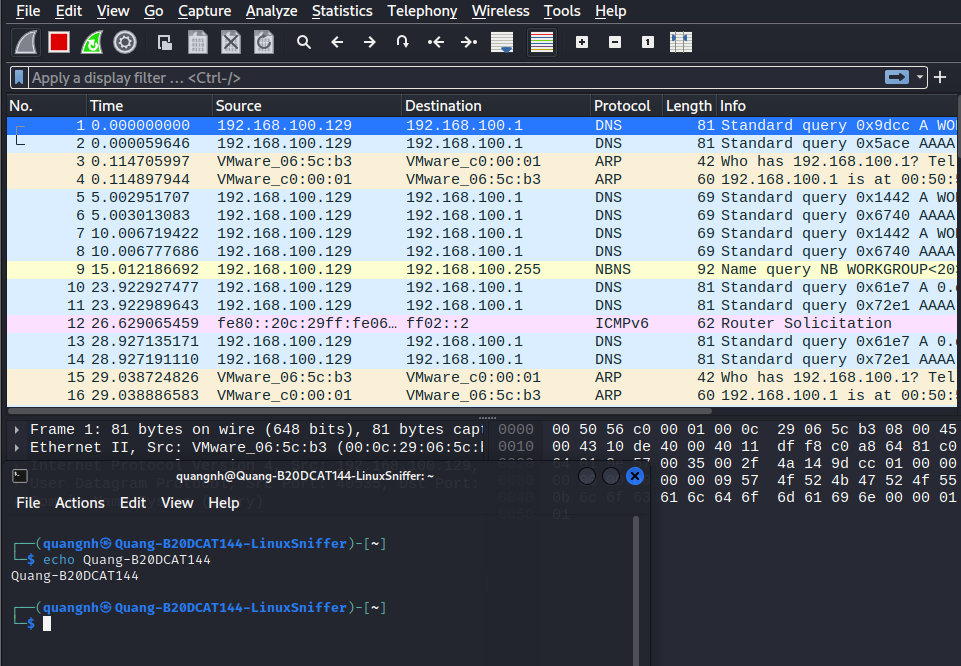 File Edit View Go Capture Analyze Statistics Telephony Wireless Tools Help
Apply a display filter … <Ctrl-/>
No. Time Source Destination Protocol Length Info
1 0.000000000 192.168.100.129 192.168.100.1 DNS 81 Standard query 0x9dcc A WO
2 0.000059646 192.168.100.129 192.168.100.1 DNS 81 Standard query 0x5ace AAAA
3 0.114705997 VMware_06:5c:b3 VMware_c0:00:01 ARP 42 Who has 192.168.100.1? Tel
4 0.114897944 VMware_c0:00:01 VMware_06:5c:b3 ARP 60 192.168.100.1 is at 00:50:
5 5.002951707 192.168.100.129 192.168.100.1 DNS 69 Standard query 0x1442 A WO
6 5.003013083 192.168.100.129 192.168.100.1 DNS 69 Standard query 0x6740 AAAA
7 10.006719422 192.168.100.129 192.168.100.1 DNS 69 Standard query 0x1442 A WO
8 10.006777686 192.168.100.129 192.168.100.1 DNS 69 Standard query 0x6740 AAAA
9 15.012186692 192.168.100.129 192.168.100.255 NBNS 92 Name query NB WORKGROUP<20
10 23.922927477 192.168.100.129 192.168.100.1 DNS 81 Standard query 0x61e7 A 0.
11 23.922989643 192.168.100.129 192.168.100.1 DNS 81 Standard query 0x72e1 AAAA
12 26.629065459 fe80::20c:29ff:fe06… ff02::2 ICMPv6 62 Router Solicitation
13 28.927135171 192.168.100.129 192.168.100.1 DNS 81 Standard query 0x61e7 A 0.
14 28.927191110 192.168.100.129 192.168.100.1 DNS 81 Standard query 0x72e1 AAAA
15 29.038724826 VMware_06:5c:b3 VMware_c0:00:01 ARP 42 Who has 192.168.100.1? Tel
16 29.038886583 VMware_c0:00:01 VMware_06:5c:b3 ARP 60 192.168.100.1 is at 00:50:
Frame 1: 81 bytes on wire (648 bits), 81 bytes capt
Ethernet II, Src: VMware_06:5c:b3 (00:0c:29:06:5c:b
0000 00 50 56 c0 00 01 00 0c 29 06 5c b3 08 00 45
0010 00 43 10 de 40 00 40 11 df f8 c0 a8 64 81 c0
00 35 00 2f 4a 14 9d cc 01 00 00
00 00 09 57 4f 52 4b 47 52 4f 55
61 6c 64 6f 6d 61 69 6e 00 00 01
quangnh@Quang-B20DCAT144-LinuxSniffer: ~
File Actions Edit View Help
(quangnh㉿Quang-B20DCAT144-LinuxSniffer)-[~]
$ echo Quang-B20DCAT144
Quang-B20DCAT144
(quangnh㉿Quang-B20DCAT144-LinuxSniffer)-[~]
$